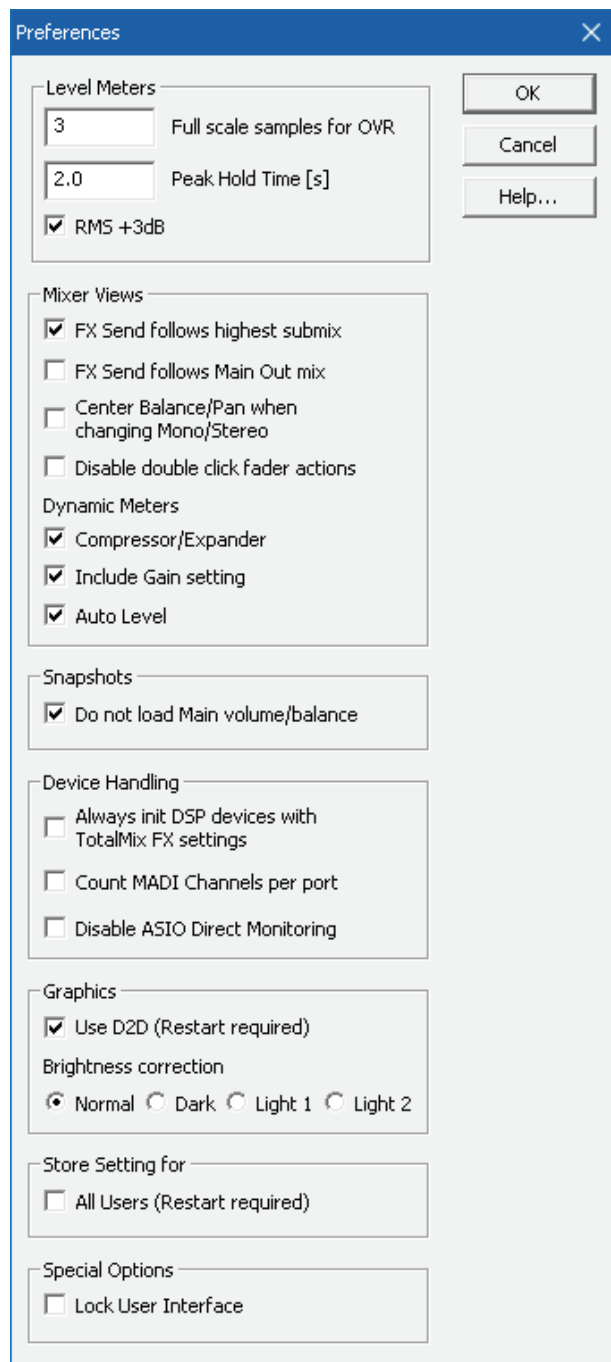 Preferences
Level Meters
OK
3 Full scale samples for OVR
Cancel
2.0 Peak Hold Time [s]
Help...
RMS +3dB
Mixer Views
FX Send follows highest submix
FX Send follows Main Out mix
Center Balance/Pan when
changing Mono/Stereo
Disable double click fader actions
Dynamic Meters
Compressor/Expander
Include Gain setting
Auto Level
Snapshots
Do not load Main volume/balance
Device Handling
Always init DSP devices with
TotalMix FX settings
Count MADI Channels per port
Disable ASIO Direct Monitoring
Graphics
Use D2D (Restart required)
Brightness correction
Normal Dark Light 1 Light 2
Store Setting for
All Users (Restart required)
Special Options
Lock User Interface